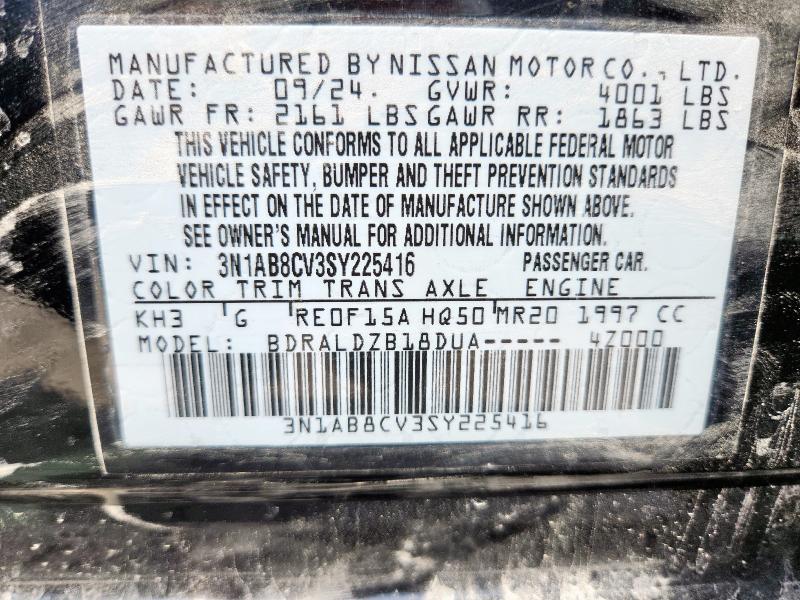 MANUFACTURED BY NISSAN MOTOR CO., LTD.
DATE: 09/24. GVWR: 4001 LBS
GAWR FR: 2161 LBS GAWR RR: 1863 LBS
THIS VEHICLE CONFORMS TO ALL APPLICABLE FEDERAL MOTOR
VEHICLE SAFETY, BUMPER AND THEFT PREVENTION STANDARDS
IN EFFECT ON THE DATE OF MANUFACTURE SHOWN ABOVE.
SEE OWNER'S MANUAL FOR ADDITIONAL INFORMATION.
VIN: 3N1AB8CV3SY225416 PASSENGER CAR.
COLOR TRIM TRANS AXLE ENGINE
KH3 G RE0F15A HQ50 MR20 1997 CC
MODEL: BDRALDZB18DUA----- 4Z000
3N1AB8CV3SY225416